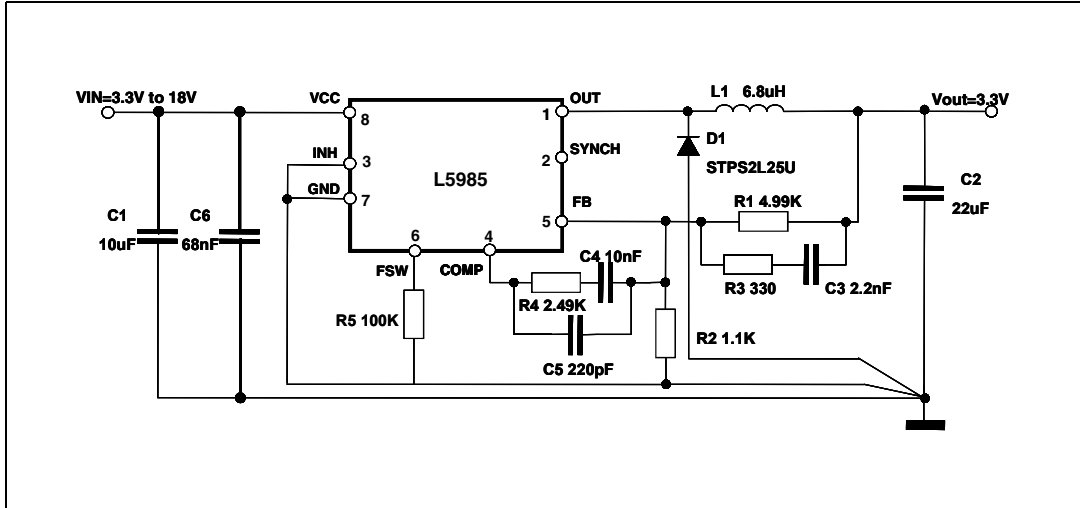 VIN=3.3V to 18V
VCC
8
OUT
1
L1 6.8uH
Vout=3.3V
INH
3
SYNCH
2
D1
STPS2L25U
GND
7
L5985
FB
5
R1 4.99K
C2
22uF
C1
10uF
C6
68nF
6
4
FSW
COMP
C4 10nF
R3 330
C3 2.2nF
R4 2.49K
R5 100K
R2 1.1K
C5 220pF